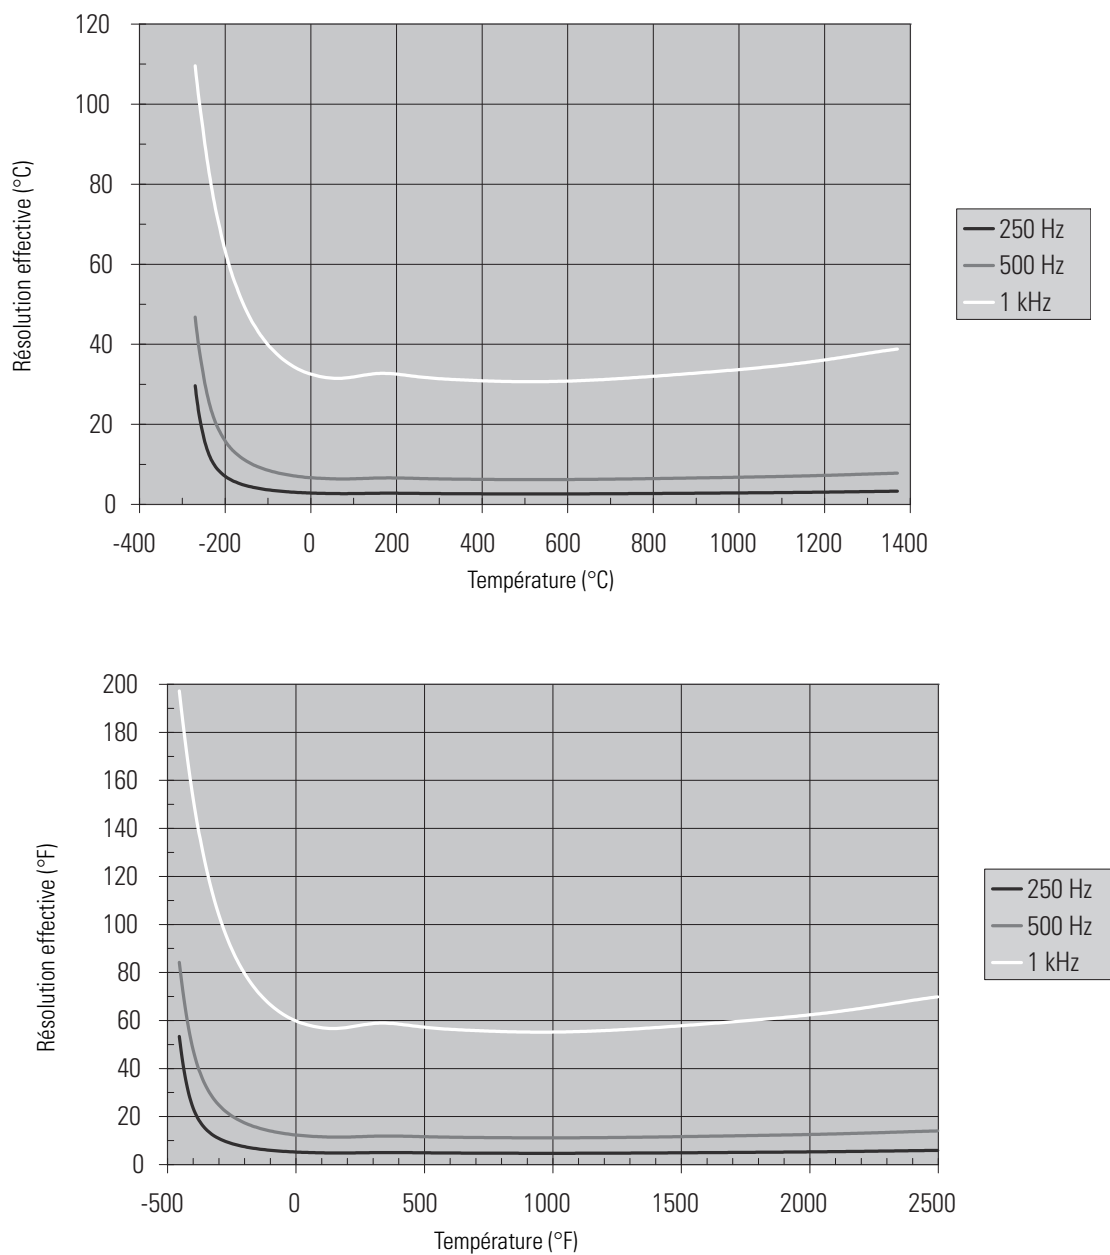 120
100
80
60
40
20
0
Résolution effective (°C)
-400 -200 0 200 400 600 800 1000 1200 1400
Température (°C)
250 Hz
500 Hz
1 kHz
200
180
160
140
120
100
80
60
40
20
0
Résolution effective (°F)
-500 0 500 1000 1500 2000 2500
Température (°F)
250 Hz
500 Hz
1 kHz